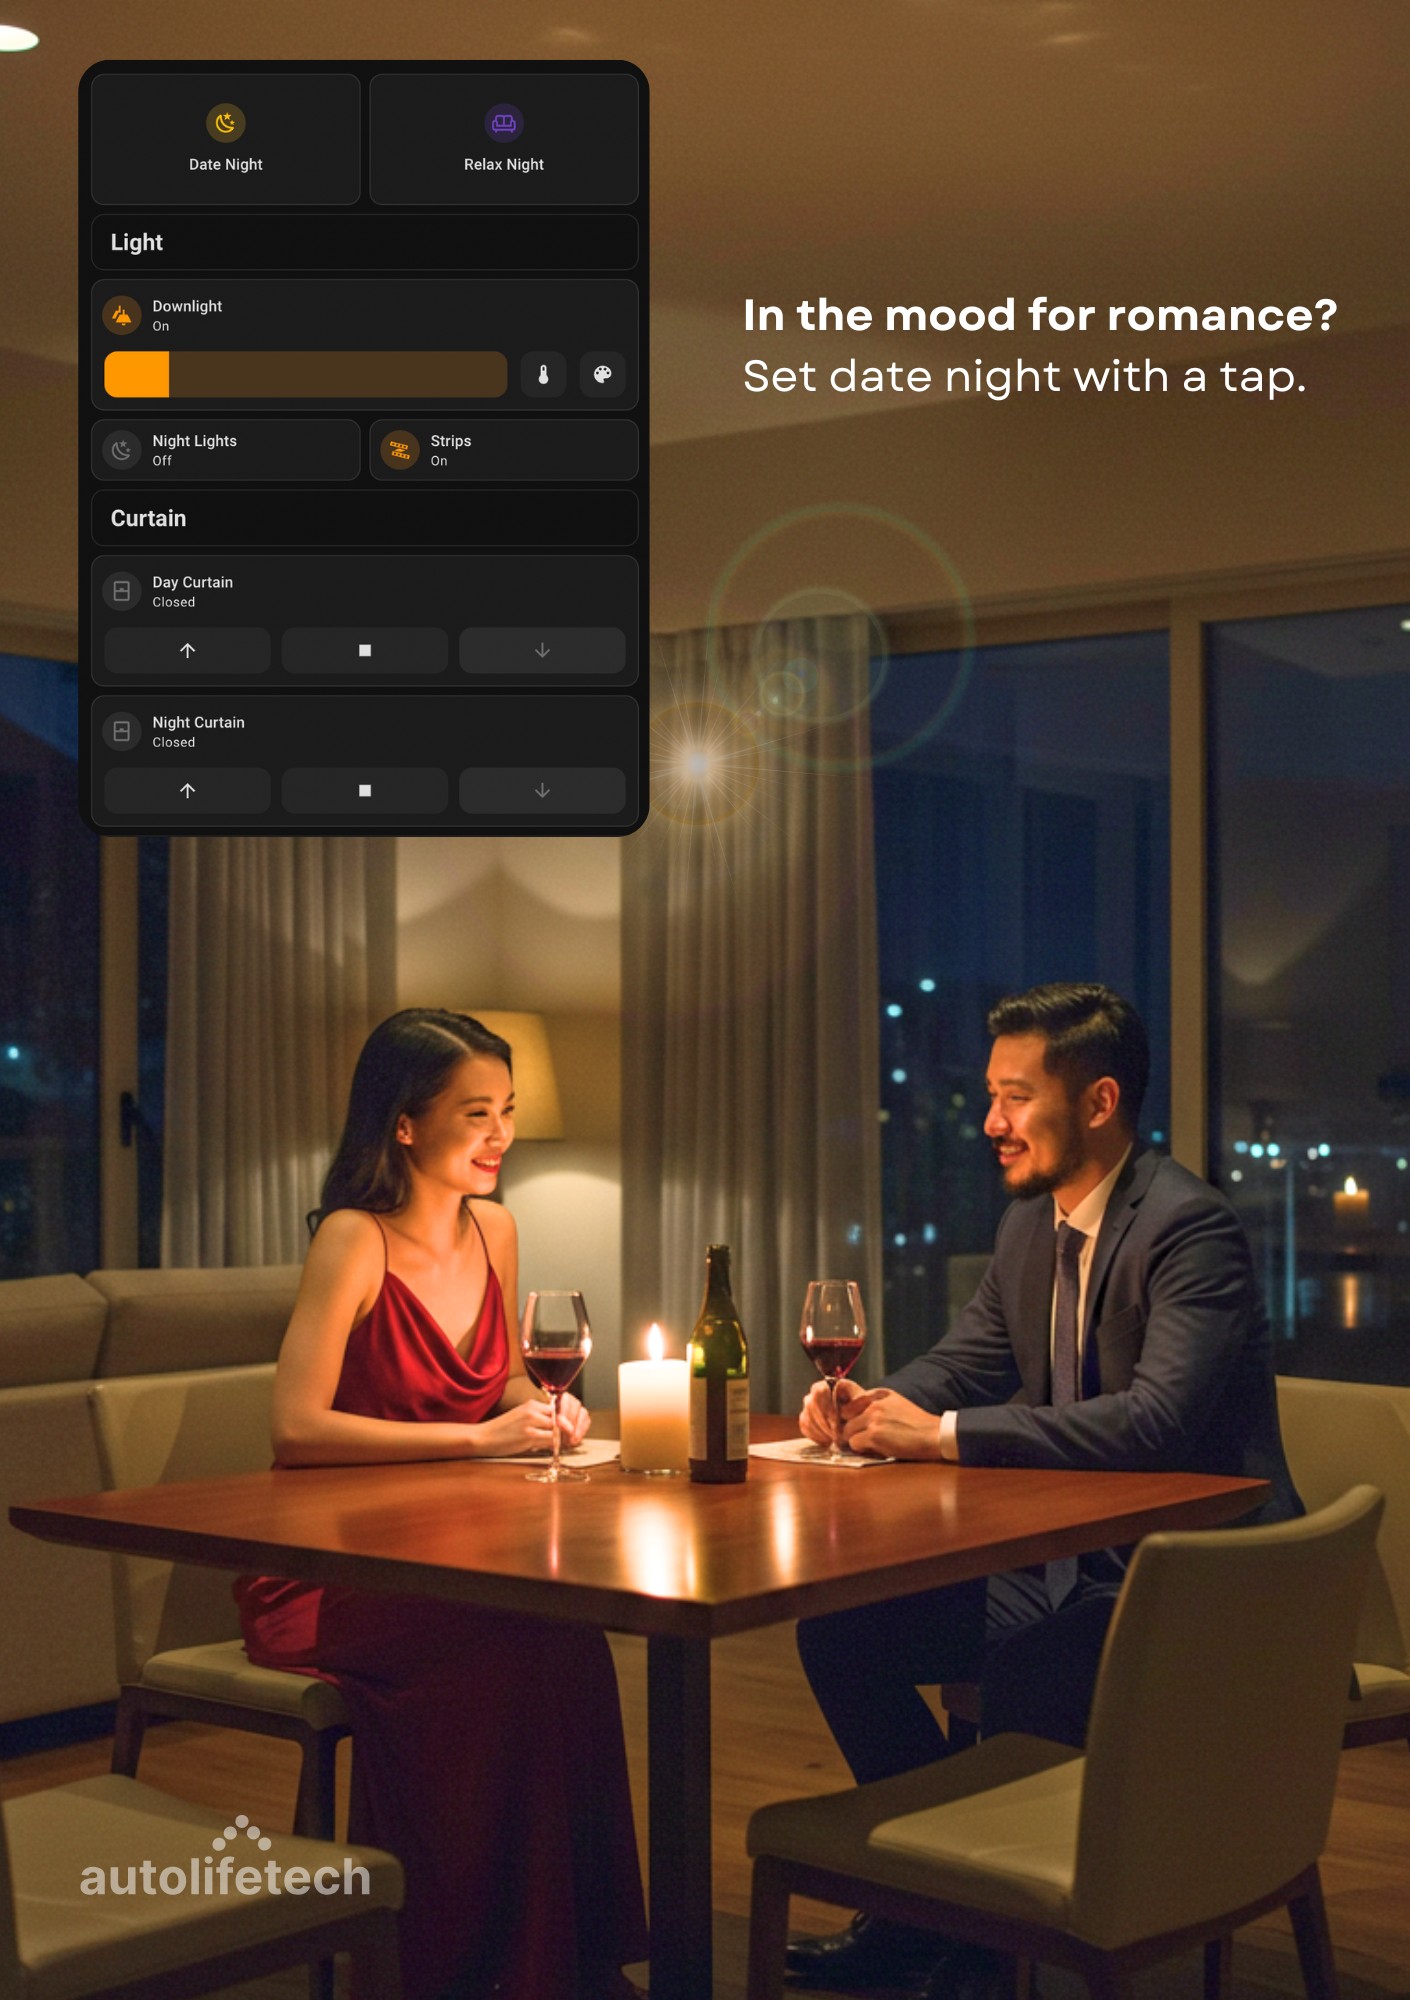 Date Night
Relax Night
Light
Downlight
On
Night Lights
Off
Strips
On
Curtain
Day Curtain
Closed
Night Curtain
Closed
In the mood for romance?
Set date night with a tap.
autolifetech